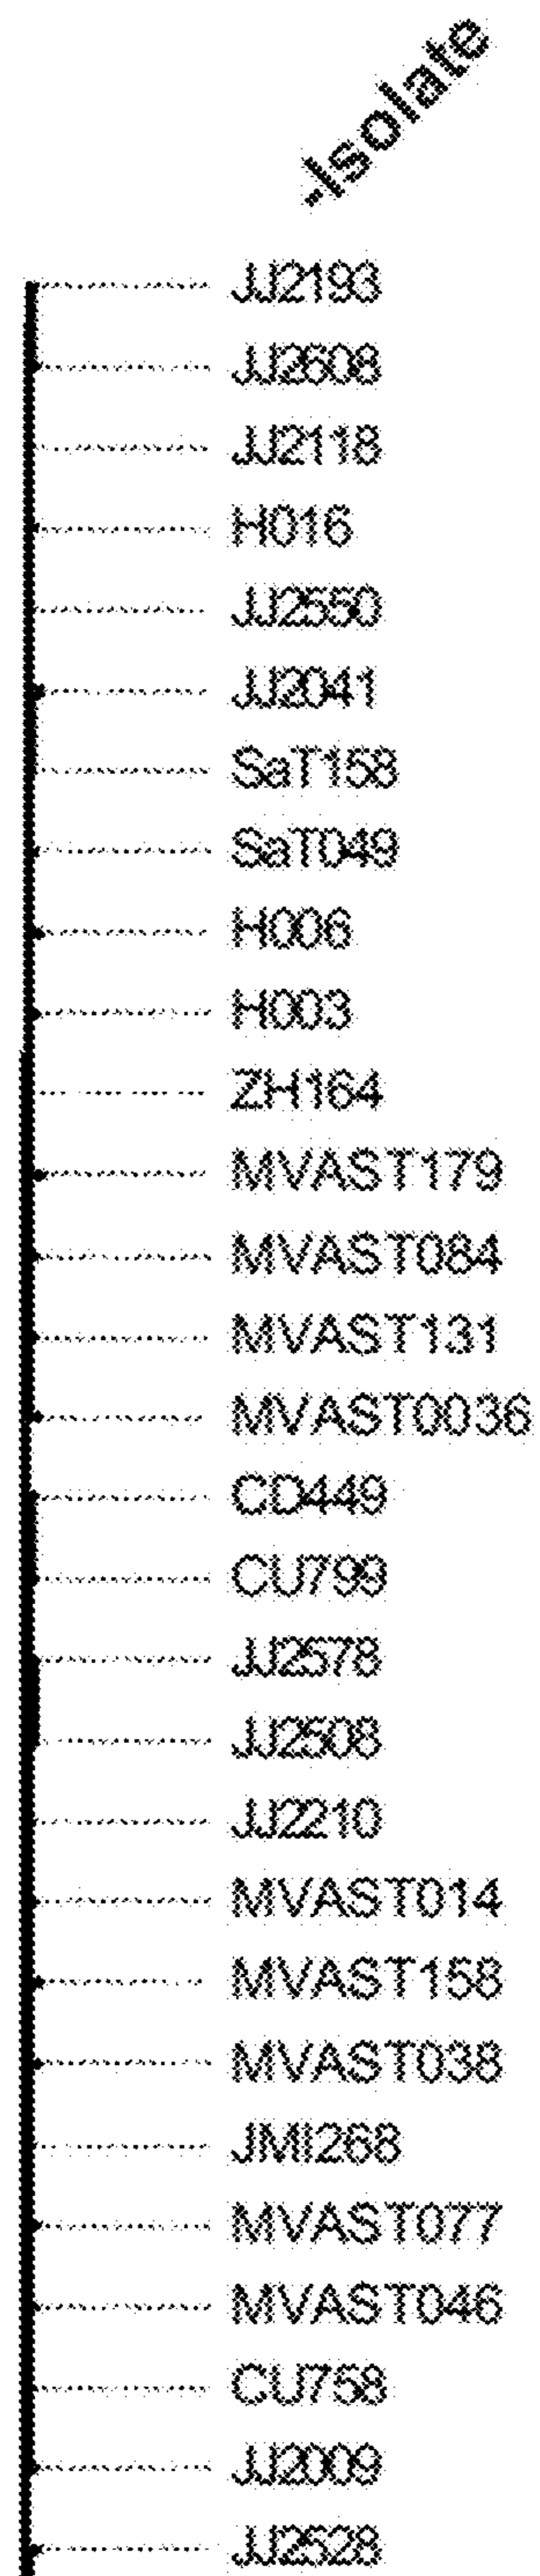 -Isolate
JJ2193
JJ2608
JJ2118
H016
JJ2550
JJ2041
SaT158
SaT049
H006
H003
ZH164
MVAST179
MVAST084
MVAST131
MVAST0036
CD449
CU799
JJ2578
JJ2508
JJ2210
MVAST014
MVAST158
MVAST038
JMI268
MVAST077
MVAST046
CU758
JJ2009
JJ2528